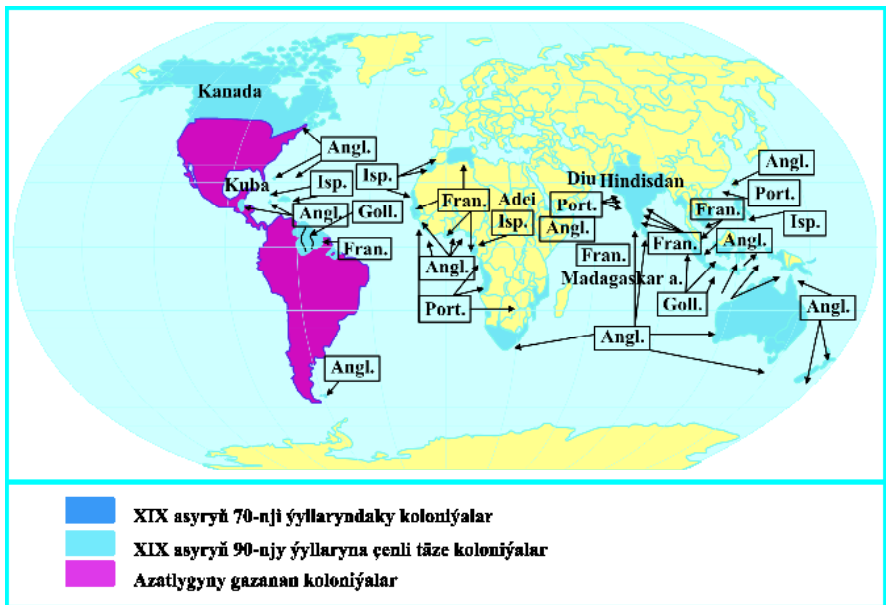 Kanada
Angl.
Kuba
Isp.
Isp.
Angl.
Goll.
Fran.
Angl.
Fran.
Adei
Isp.
Angl.
Port.
Diu
Hindisdan
Port.
Angl.
Fran.
Madagaskar a.
Angl.
Port.
Fran.
Isp.
Fran.
Angl.
Goll.
Angl.
Angl.
XIX asyryň 70-nji ýyllaryndaky koloniýalar
XIX asyryň 90-njy ýyllaryna çenli täze koloniýalar
Azatlygyny gazanan koloniýalar